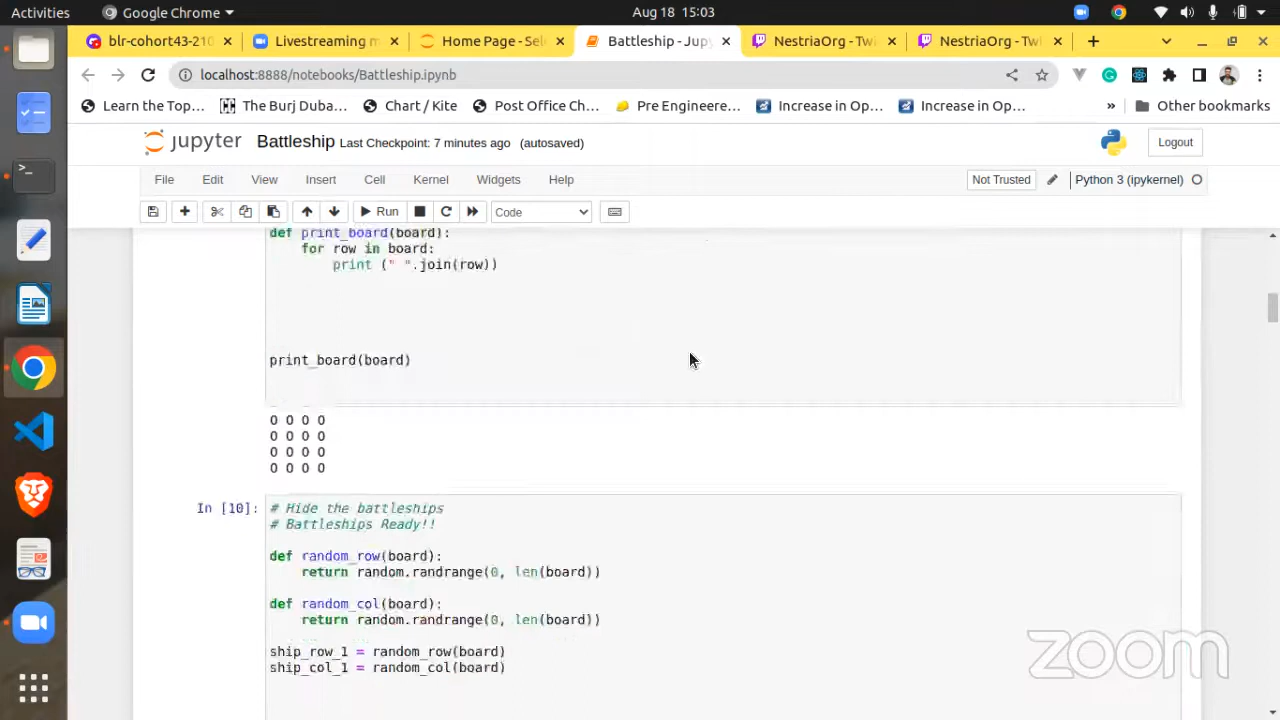 Activities
Google Chrome
Aug 18 15:03
blr-cohort43-210
Livestreaming m
Home Page - Sel
Battleship - Jupy
NestriaOrg - Twi
NestriaOrg - Twi
localhost:8888/notebooks/Battleship.ipynb
Learn the Top...
The Burj Duba...
Chart / Kite
Post Office Ch...
Pre Engineere...
Increase in Op...
Increase in Op...
»
Other bookmarks
jupyter
Battleship Last Checkpoint: 7 minutes ago (autosaved)
Logout
File Edit View Insert Cell Kernel Widgets Help
Not Trusted
Python 3 (ipykernel)
Run
Code
def print_board(board):
for row in board:
print (" ".join(row))
print_board(board)
0 0 0 0
0 0 0 0
0 0 0 0
0 0 0 0
In [10]:
# Hide the battleships
# Battleships Ready!!
def random_row(board):
return random.randrange(0, len(board))
def random_col(board):
return random.randrange(0, len(board))
ship_row_1 = random_row(board)
ship_col_1 = random_col(board)
zoom